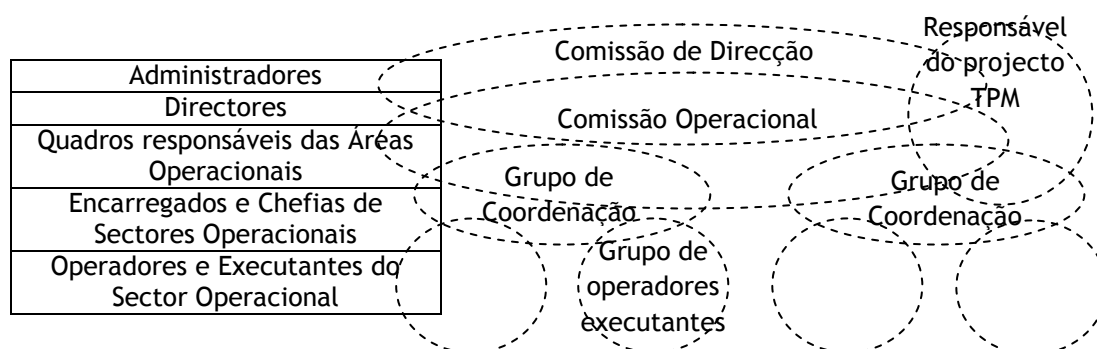 Administradores
Directores
Quadros responsáveis das Áreas
Operacionais
Encarregados e Chefias de
Sectores Operacionais
Operadores e Executantes do
Sector Operacional
Comissão de Direcção
Comissão Operacional
Responsável
do projecto
TPM
Grupo de
Coordenação
Grupo de
Coordenação
Grupo de
operadores
executantes